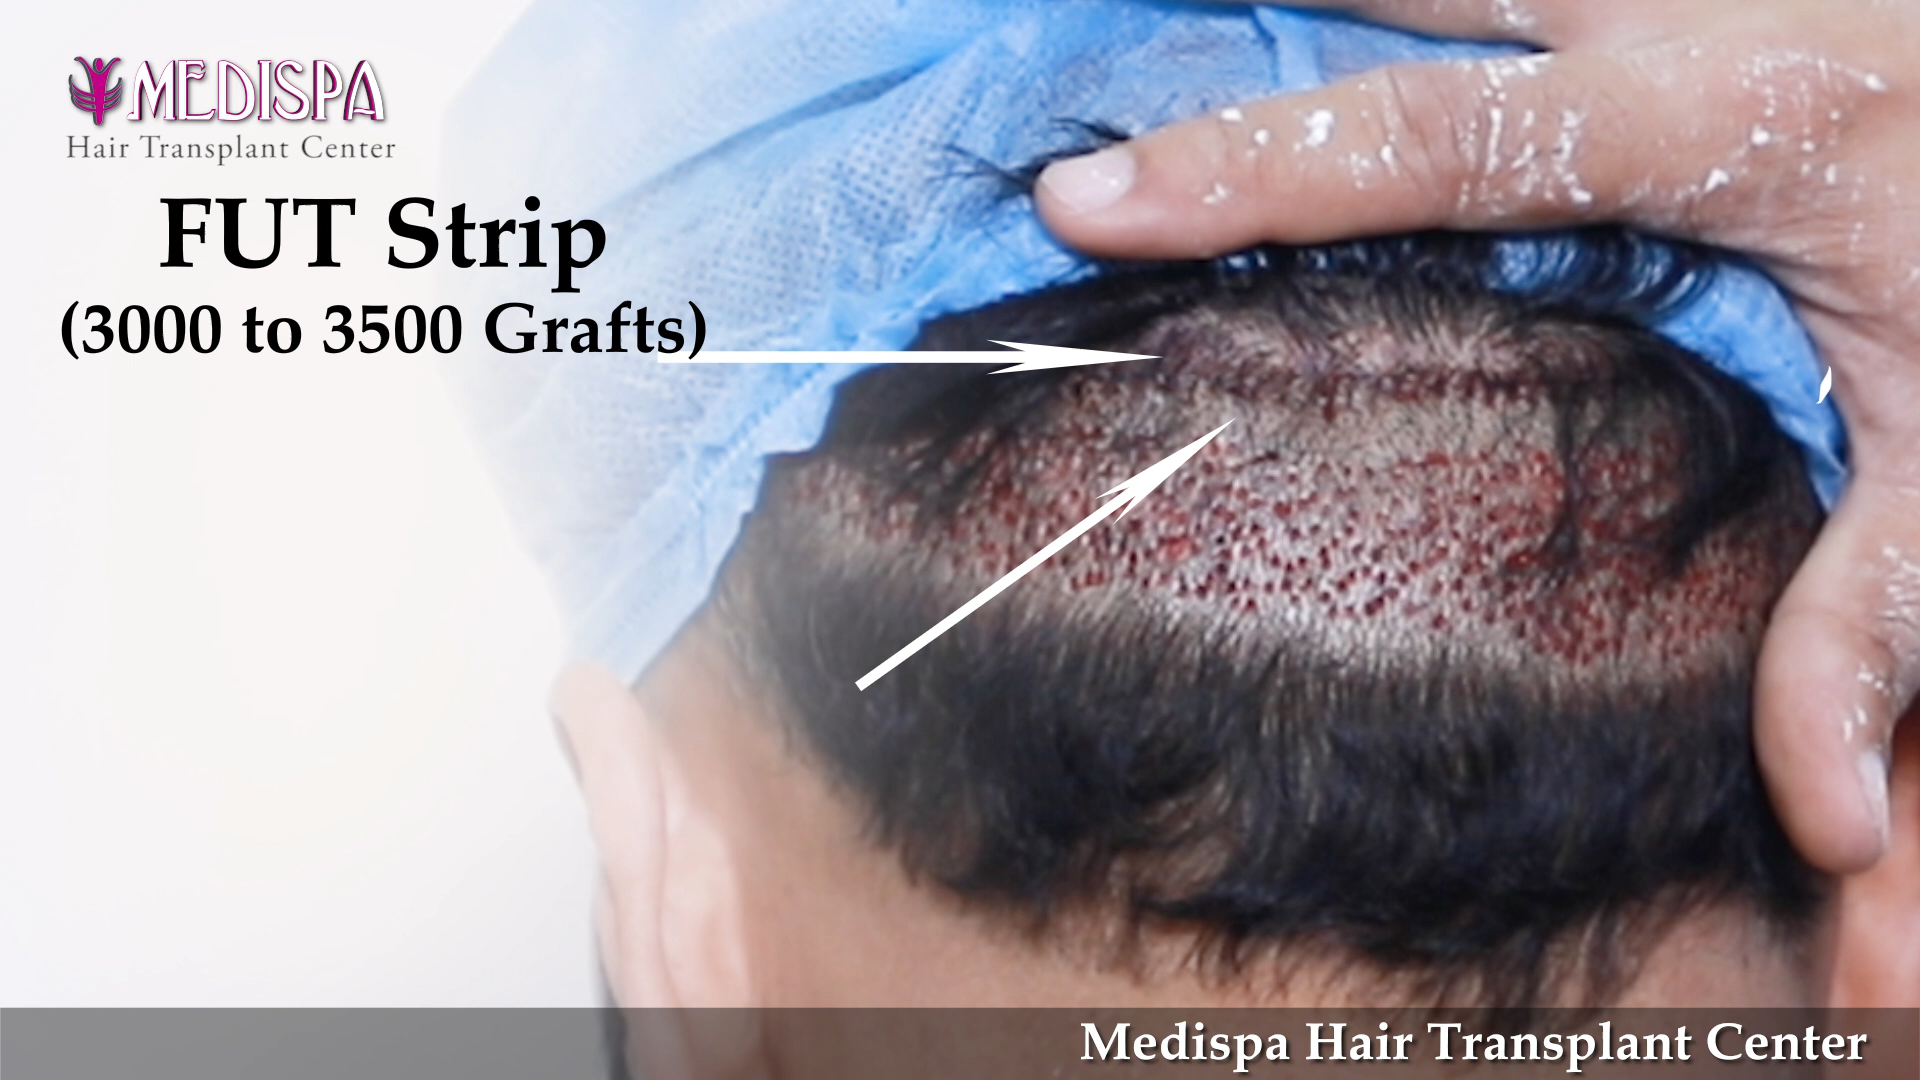 MEDISPA
Hair Transplant Center
FUT Strip
(3000 to 3500 Grafts)
Medispa Hair Transplant Center